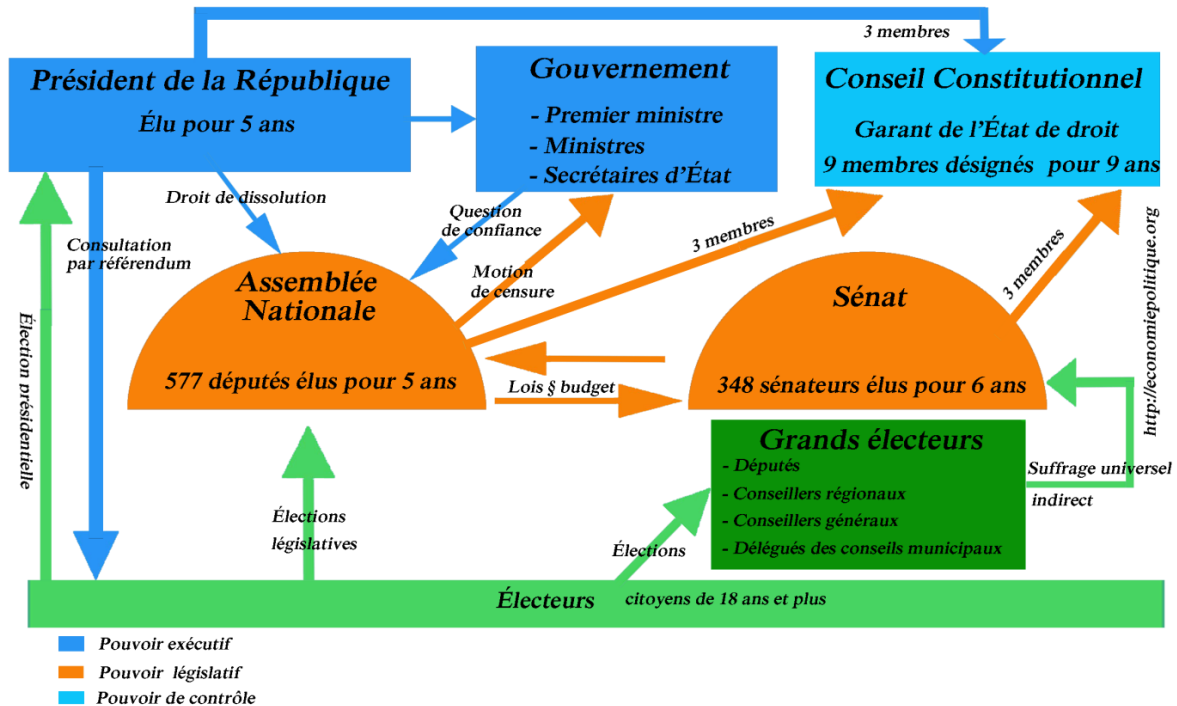 3 membres
Président de la République
Élu pour 5 ans
Gouvernement
- Premier ministre
- Ministres
- Secrétaires d'État
Conseil Constitutionnel
Garant de l'État de droit
9 membres désignés pour 9 ans
Droit de dissolution
Question
de confiance
Consultation
par référendum
Motion
de censure
3 membres
3 membres
http://economiepolitique.org
Élection présidentielle
Assemblée
Nationale
577 députés élus pour 5 ans
Lois § budget
Sénat
348 sénateurs élus pour 6 ans
Grands électeurs
- Députés
- Conseillers régionaux
- Conseillers généraux
- Délégués des conseils municipaux
Suffrage universel
indirect
Élections
législatives
Élections
Électeurs citoyens de 18 ans et plus
Pouvoir exécutif
Pouvoir législatif
Pouvoir de contrôle